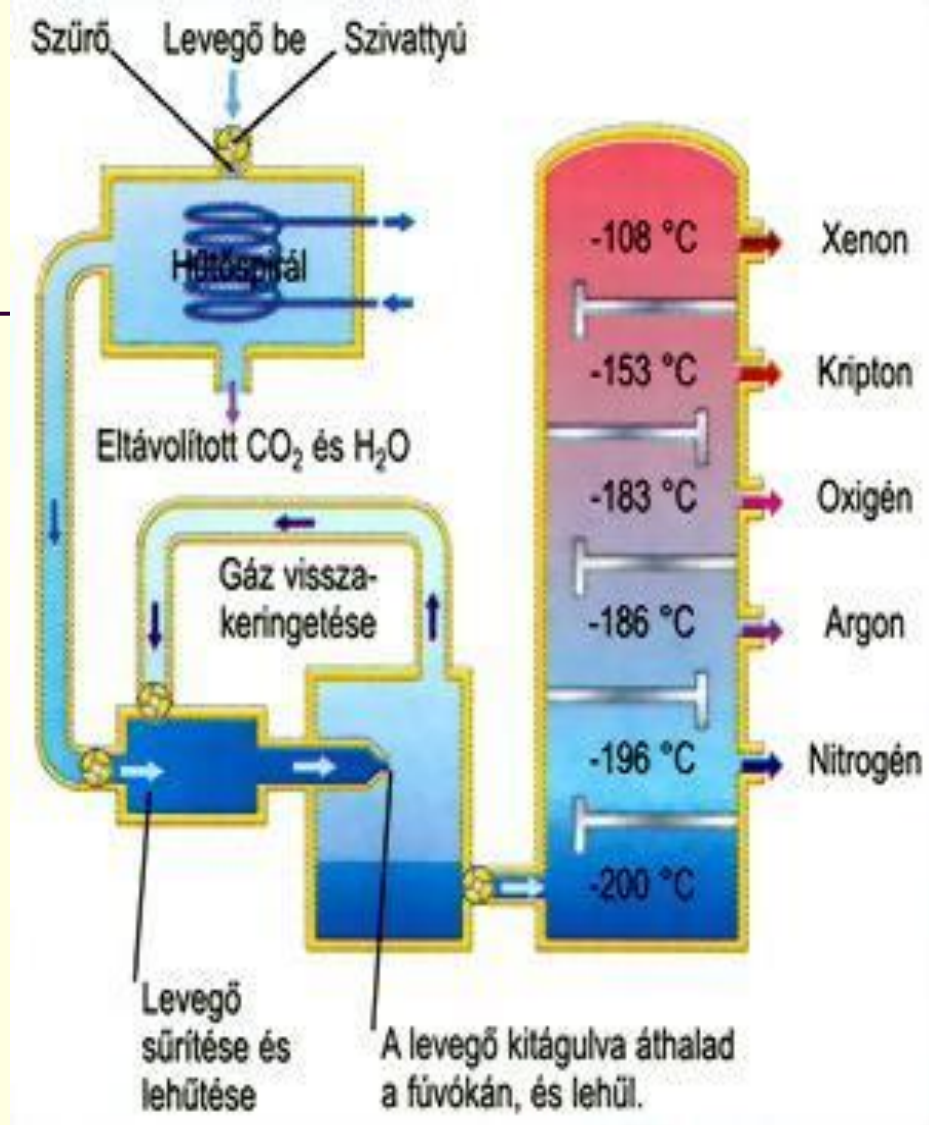 Szűrő Levegő be Szivattyú
Hűtőspirál
Eltávolított CO₂ és H₂O
Gáz vissza-
keringetése
Levegő
sűrítése és
lehűtése
A levegő kitágulva áthalad
a fúvókán, és lehűl.
-108 °C Xenon
-153 °C Kripton
-183 °C Oxigén
-186 °C Argon
-196 °C Nitrogén
-200 °C